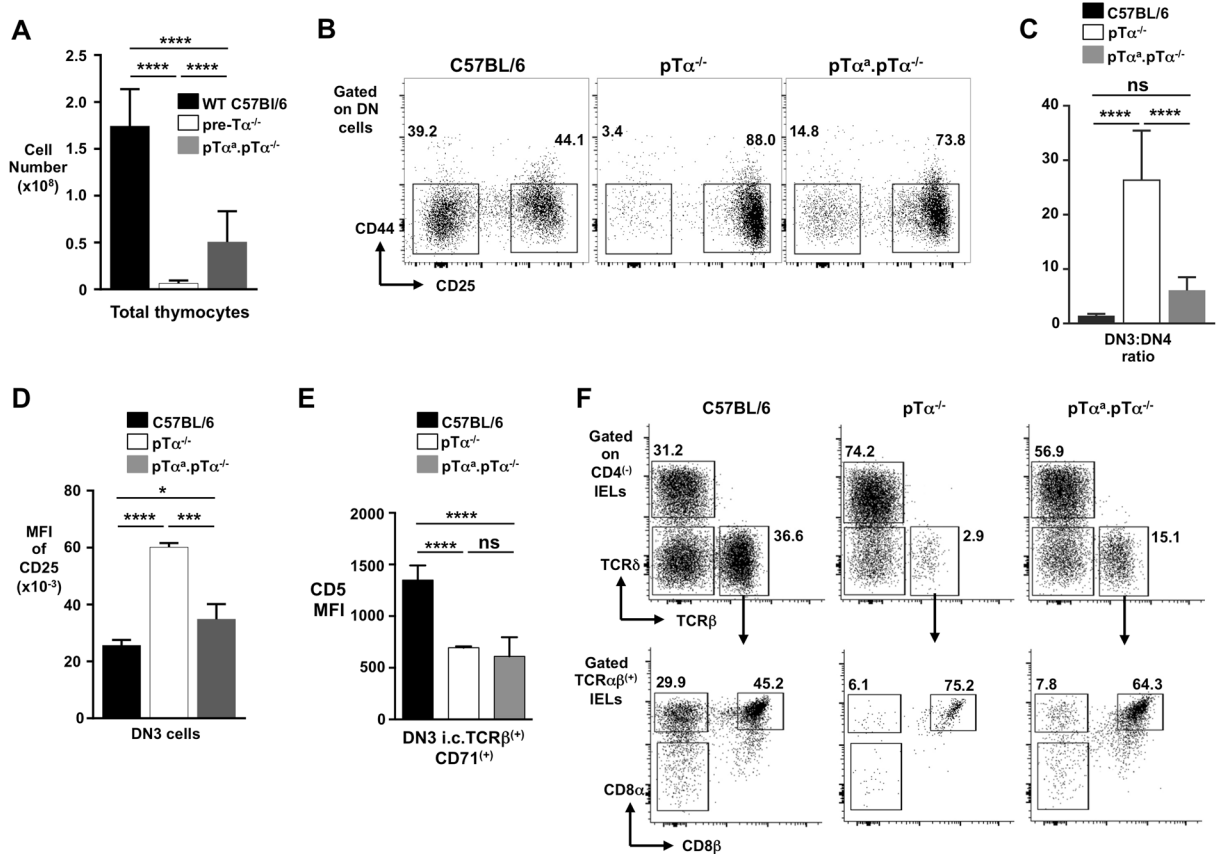 A
****
**** ****
2.5
2.0
1.5
1.0
0.5
0
Cell
Number
(x10⁸)
WT C57Bl/6
pre-Tα⁻/⁻
pTαᵃ.pTα⁻/⁻
Total thymocytes
B
C57BL/6 pTα⁻/⁻ pTαᵃ.pTα⁻/⁻
Gated
on DN
cells
39.2 44.1 3.4 88.0 14.8 73.8
CD44
CD25
C
C57BL/6
pTα⁻/⁻
pTαᵃ.pTα⁻/⁻
ns
**** ****
40
30
20
10
0
DN3:DN4
ratio
D
C57BL/6
pTα⁻/⁻
pTαᵃ.pTα⁻/⁻
*
**** ***
80
60
40
20
0
MFI
of
CD25
(x10⁻³)
DN3 cells
E
C57BL/6
pTα⁻/⁻
pTαᵃ.pTα⁻/⁻
****
**** ns
2000
1500
1000
500
0
CD5
MFI
DN3 i.c.TCRβ⁽⁺⁾
CD71⁽⁺⁾
F
C57BL/6 pTα⁻/⁻ pTαᵃ.pTα⁻/⁻
Gated
on
CD4⁽⁻⁾
IELs
31.2 74.2 56.9
36.6 2.9 15.1
TCRδ
TCRβ
Gated
TCRαβ⁽⁺⁾
IELs
29.9 45.2 6.1 75.2 7.8 64.3
CD8α
CD8β